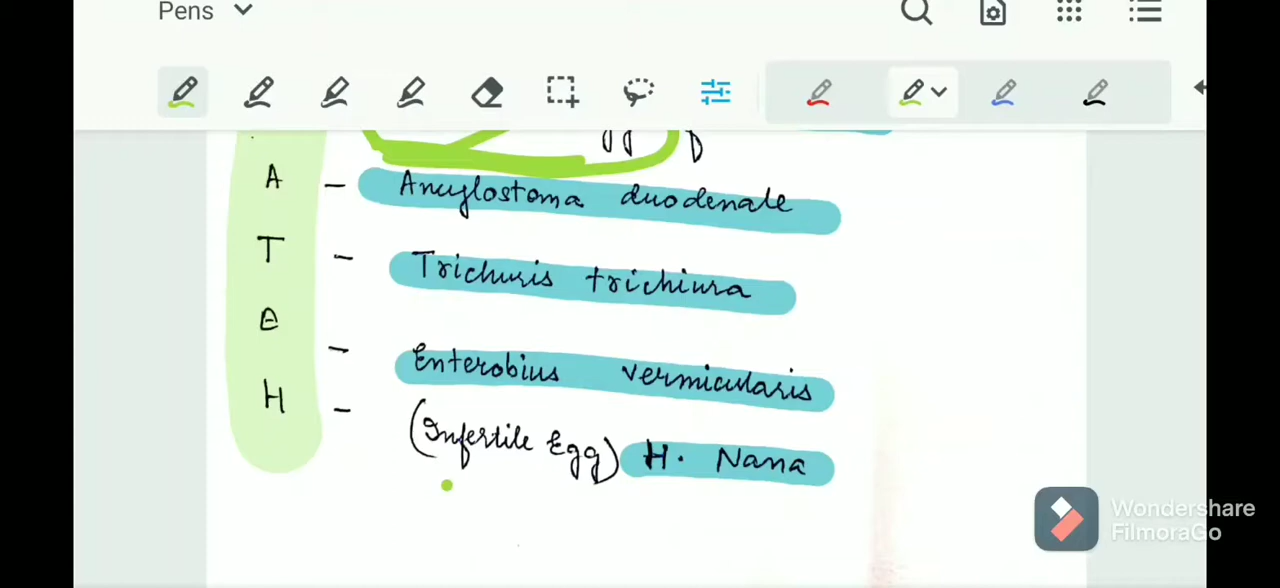 Pens
A - Ancylostoma duodenale
T - Trichuris trichiura
E - Enterobius vermicularis
H - (Infertile Egg) H. Nana
Wondershare
FilmoraGo